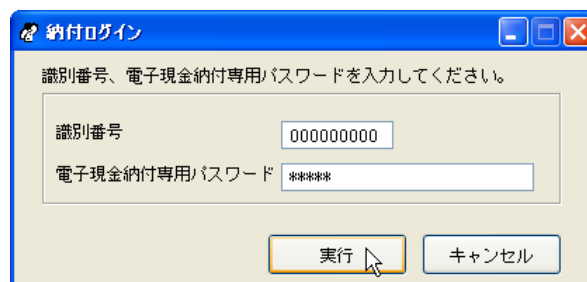 納付ログイン
識別番号、電子現金納付専用パスワードを入力してください。
識別番号 000000000
電子現金納付専用パスワード *****
実行 キャンセル